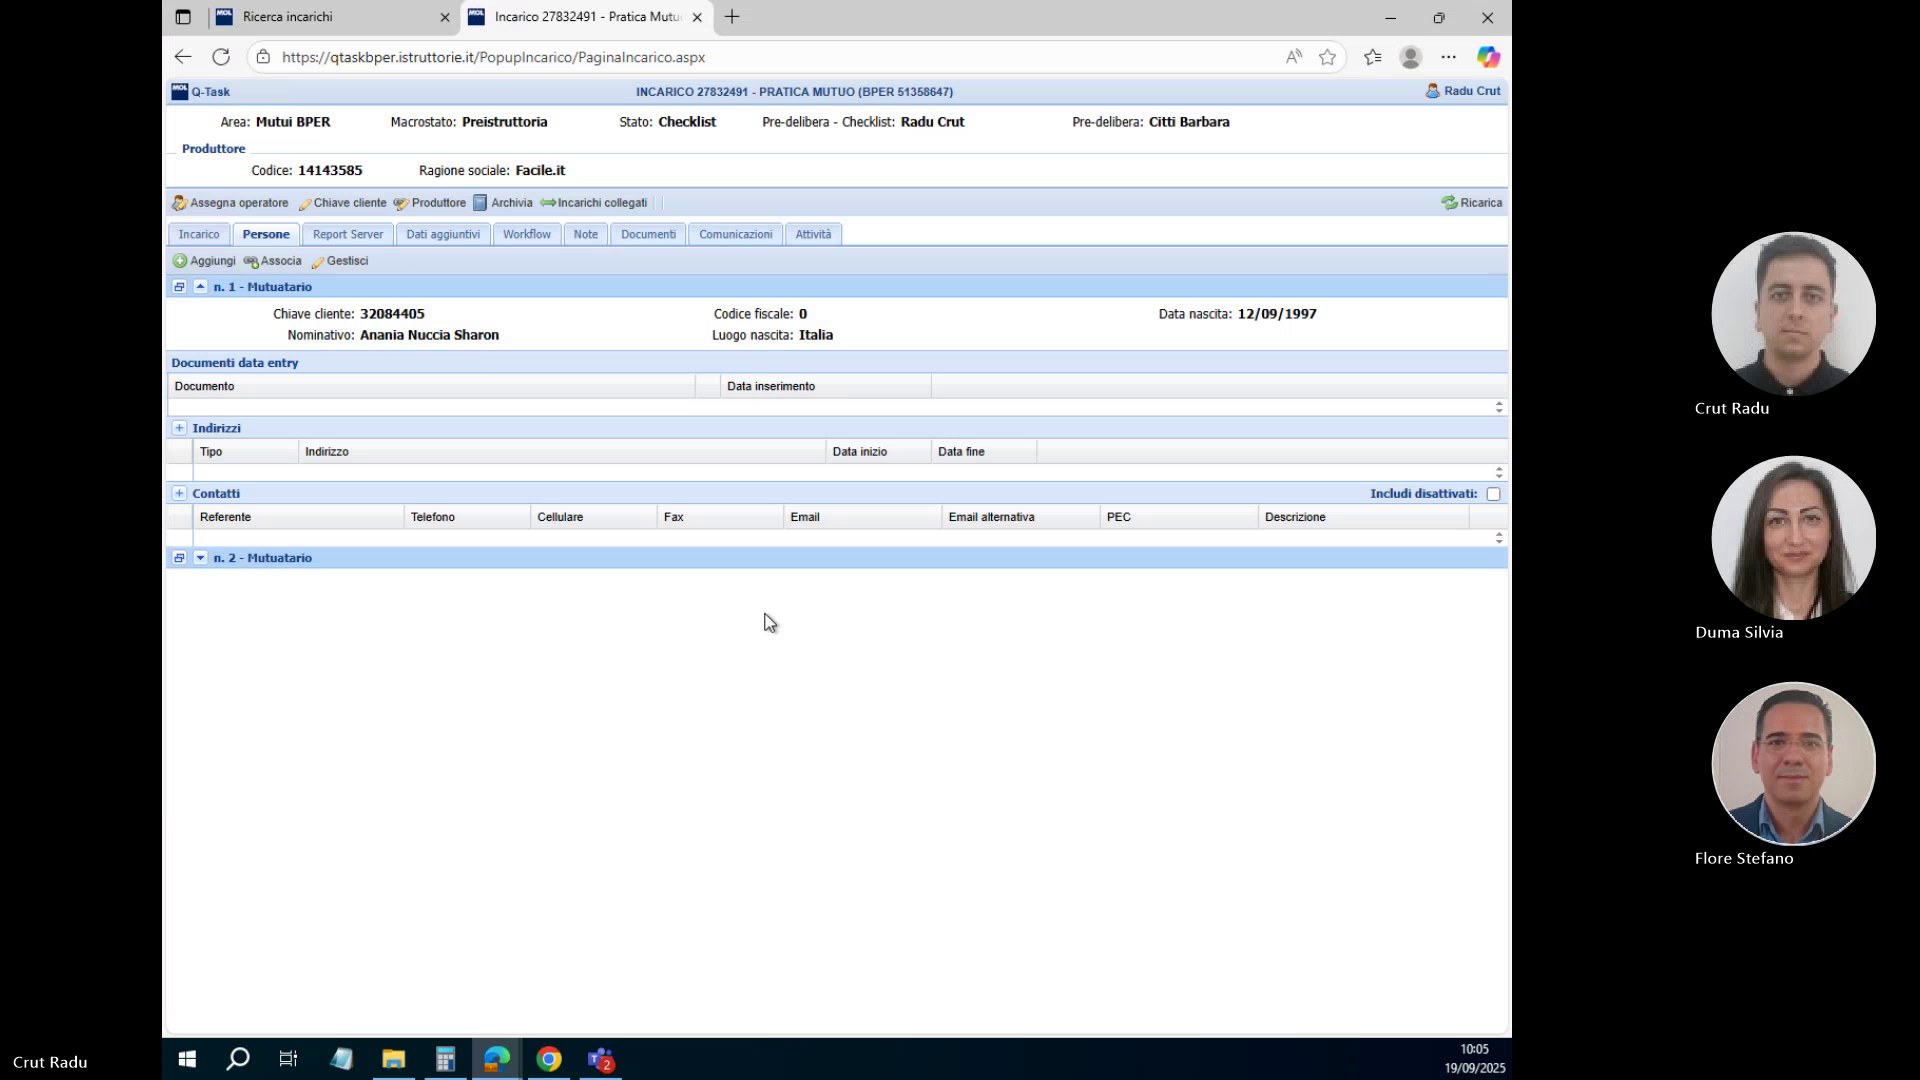 Ricerca incarichi
Incarico 27832491 - Pratica Mutu
https://qtaskbper.istruttorie.it/PopupIncarico/PaginaIncarico.aspx
MOL Q-Task INCARICO 27832491 - PRATICA MUTUO (BPER 51358647) Radu Crut
Area: Mutui BPER Macrostato: Preistruttoria Stato: Checklist Pre-delibera - Checklist: Radu Crut Pre-delibera: Citti Barbara
Produttore
Codice: 14143585 Ragione sociale: Facile.it
Assegna operatore Chiave cliente Produttore Archivia Incarichi collegati Ricarica
Incarico Persone Report Server Dati aggiuntivi Workflow Note Documenti Comunicazioni Attività
Aggiungi Associa Gestisci
n. 1 - Mutuatario
Chiave cliente: 32084405 Codice fiscale: 0 Data nascita: 12/09/1997
Nominativo: Anania Nuccia Sharon Luogo nascita: Italia
Documenti data entry
Documento Data inserimento
Indirizzi
Tipo Indirizzo Data inizio Data fine
Contatti Includi disattivati:
Referente Telefono Cellulare Fax Email Email alternativa PEC Descrizione
n. 2 - Mutuatario
Crut Radu
Duma Silvia
Flore Stefano
2
10:05
19/09/2025
Crut Radu